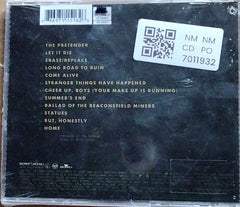 NM NM
CD PO
7011932
THE PRETENDER
LET IT DIE
ERASE/REPLACE
LONG ROAD TO RUIN
COME ALIVE
STRANGER THINGS HAVE HAPPENED
CHEER UP, BOYS (YOUR MAKE UP IS RUNNING)
SUMMER'S END
BALLAD OF THE BEACONSFIELD MINERS
STATUES
BUT, HONESTLY
HOME